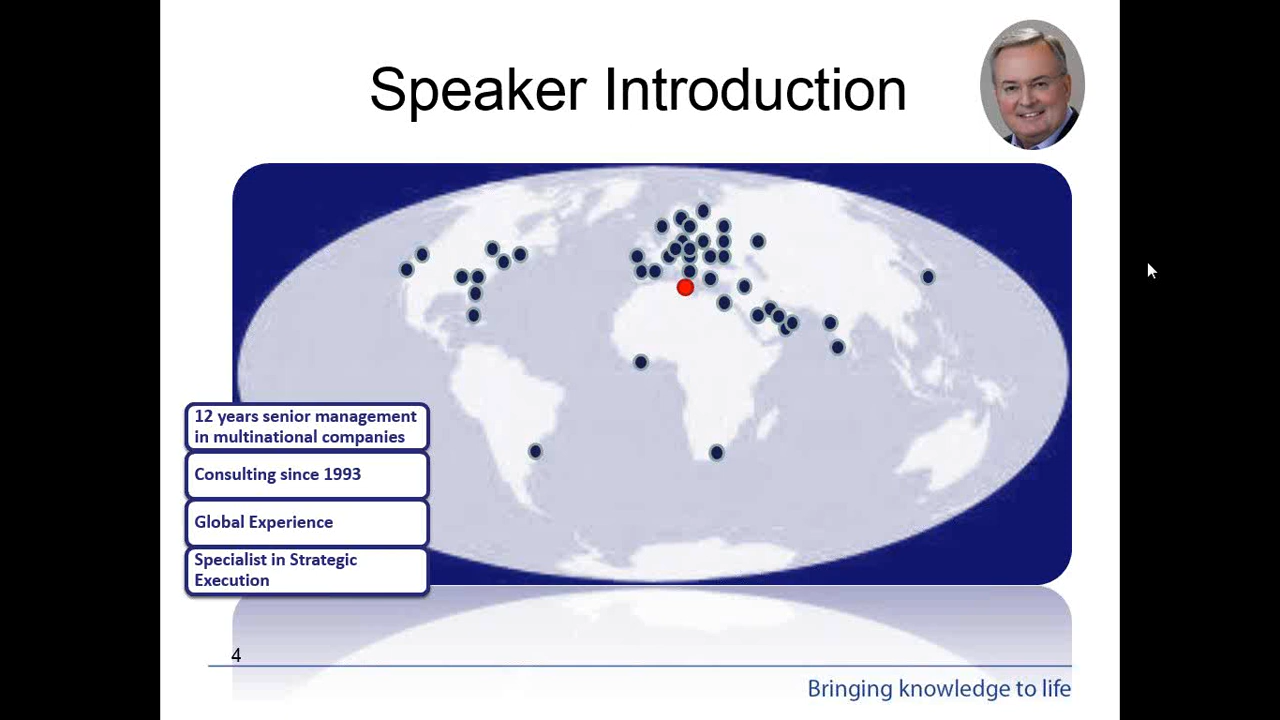 Speaker Introduction
12 years senior management
in multinational companies
Consulting since 1993
Global Experience
Specialist in Strategic
Execution
4
Bringing knowledge to life